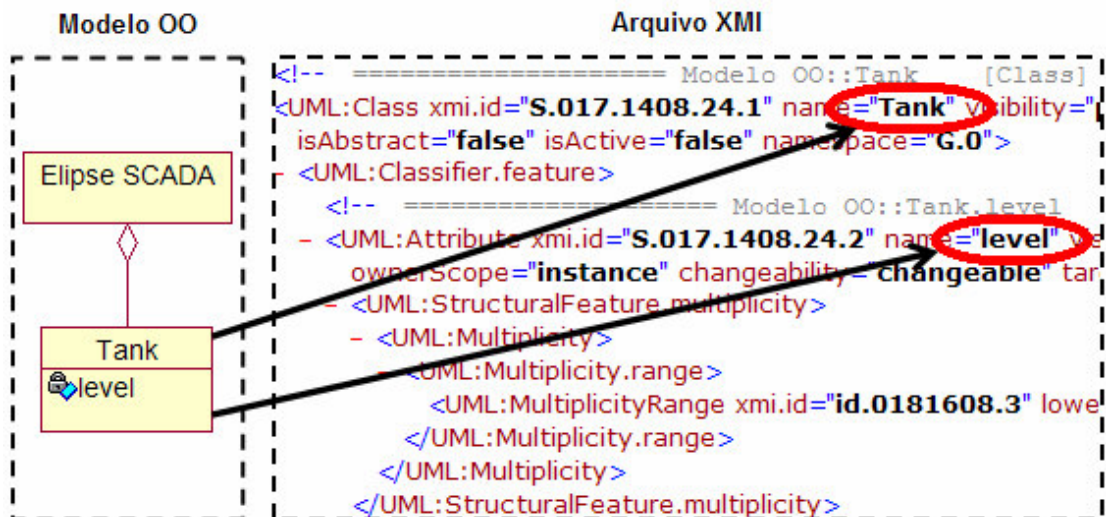 Modelo OO
Arquivo XMI
Elipse SCADA
Tank
level
<!-- ==================== Modelo OO::Tank [Class]
<UML:Class xmi.id="S.017.1408.24.1" name="Tank" visibility="
isAbstract="false" isActive="false" namespace="G.0">
- <UML:Classifier.feature>
<!-- ==================== Modelo OO::Tank.level
- <UML:Attribute xmi.id="S.017.1408.24.2" name="level" v
ownerScope="instance" changeability="changeable" tar
- <UML:StructuralFeature.multiplicity>
- <UML:Multiplicity>
- <UML:Multiplicity.range>
<UML:MultiplicityRange xmi.id="id.0181608.3" lowe
</UML:Multiplicity.range>
</UML:Multiplicity>
</UML:StructuralFeature.multiplicity>